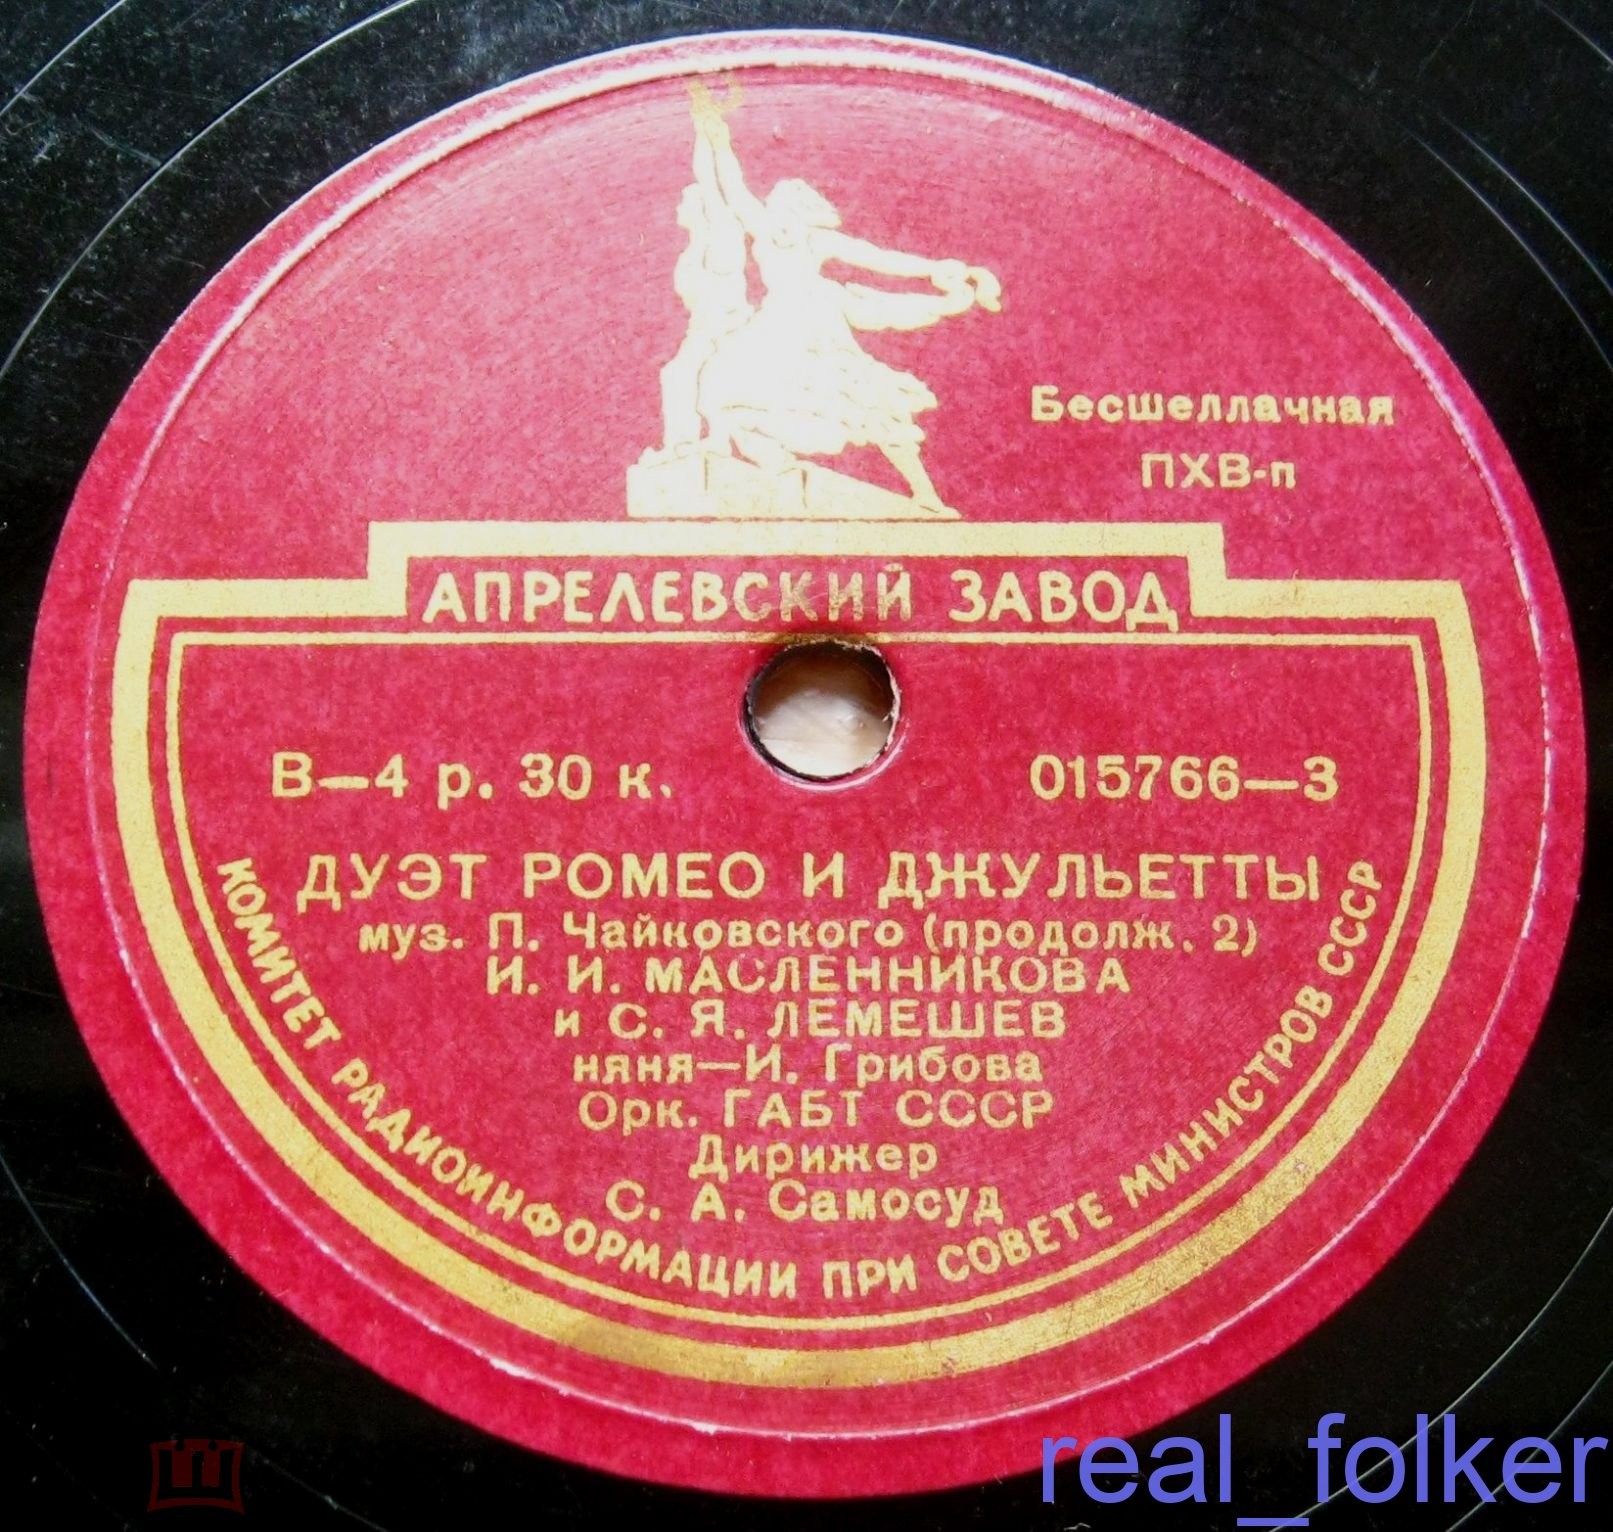 Бесшеллачная
ПХВ-п
АПРЕЛЕВСКИЙ ЗАВОД
В—4 р. 30 к.
015766—3
ДУЭТ РОМЕО И ДЖУЛЬЕТТЫ
муз. П. Чайковского (продолж. 2)
И. И. МАСЛЕННИКОВА
и С. Я. ЛЕМЕШЕВ
няня—И. Грибова
Орк. ГАБТ СССР
Дирижер
С. А. Самосуд
КОМИТЕТ РАДИОИНФОРМАЦИИ ПРИ СОВЕТЕ МИНИСТРОВ СССР
real_folker